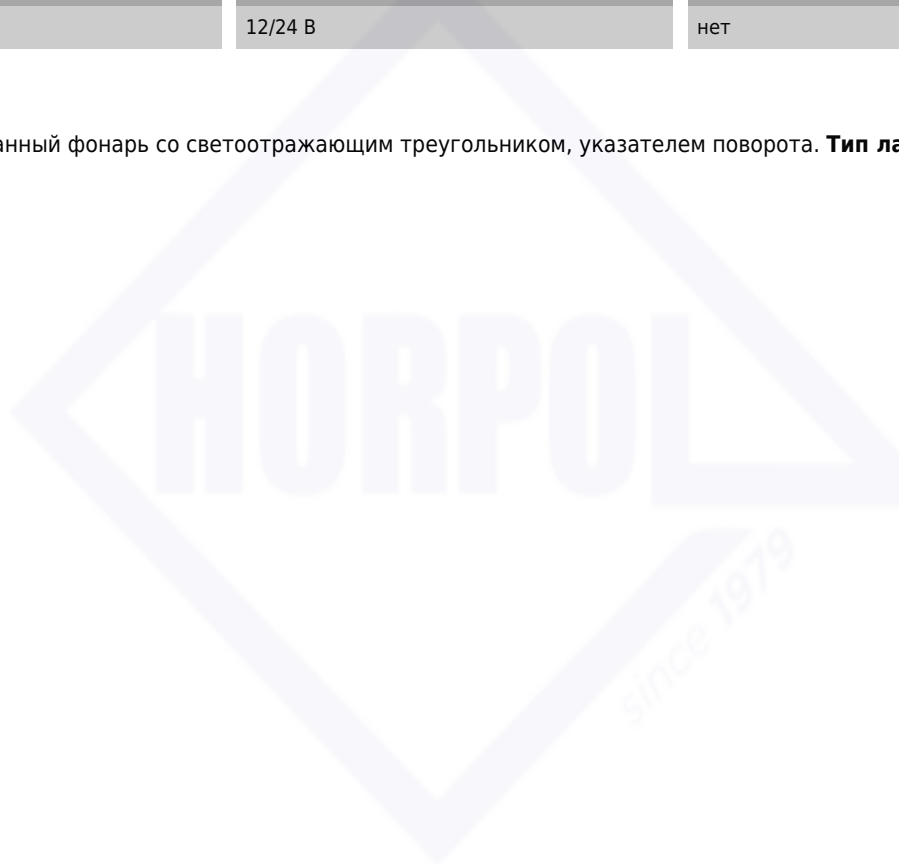 12/24 В нет
анный фонарь со светоотражающим треугольником, указателем поворота. Тип ла
HORPOL
since 1979